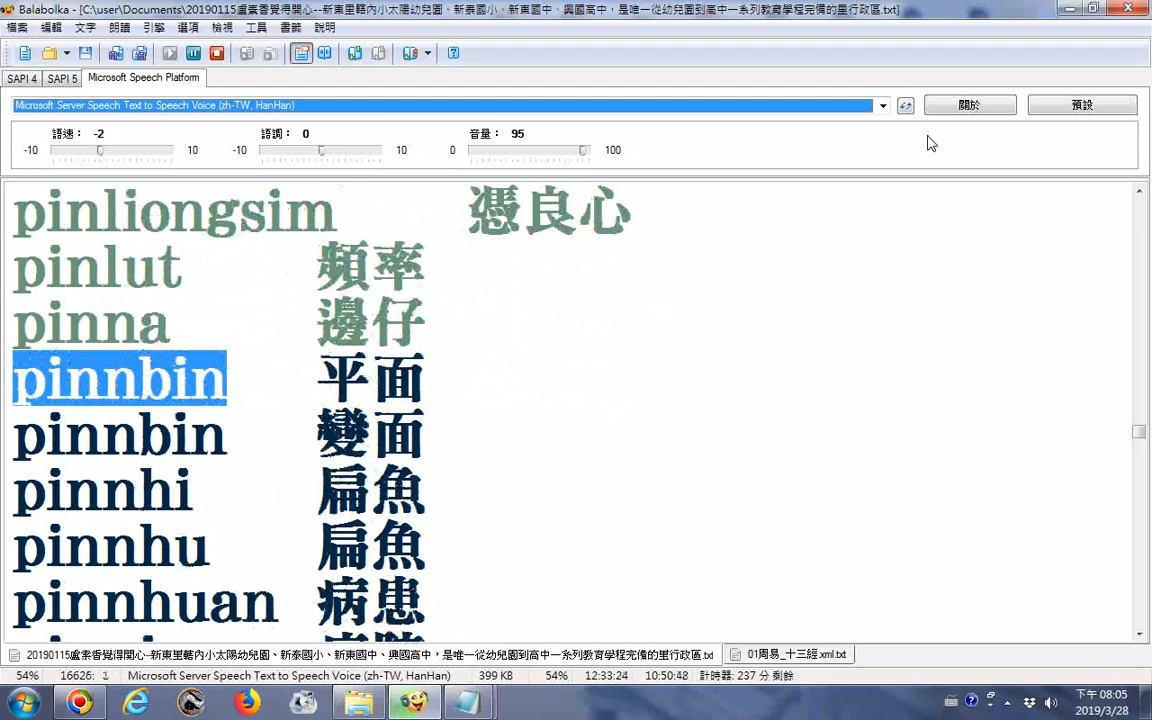 Balabolka - [C:\user\Documents\20190115盧素香覺得開心--新東里轄內小太陽幼兒園、新泰國小、新東國中、興國高中，是唯一從幼兒園到高中一系列教育學程完備的里行政區.txt]
檔案 編輯 文字 朗讀 引擎 選項 檢視 工具 書籤 說明
SAPI 4 SAPI 5 Microsoft Speech Platform
Microsoft Server Speech Text to Speech Voice (zh-TW, HanHan) 關於 預設
語速： -2 語調： 0 音量： 95
-10 10 -10 10 0 100
pinliongsim 憑良心
pinlut 頻率
pinna 邊仔
pinnbin 平面
pinnbin 變面
pinnhi 扁魚
pinnhu 扁魚
pinnhuan 病患
20190115盧素香覺得開心--新東里轄內小太陽幼兒園、新泰國小、新東國中、興國高中，是唯一從幼兒園到高中一系列教育學程完備的里行政區.txt 01周易_十三經.xml.txt
54% 16626: 1 Microsoft Server Speech Text to Speech Voice (zh-TW, HanHan) 399 KB 54% 12:33:24 10:50:48 計時器: 237 分 剩餘
下午 08:05
2019/3/28